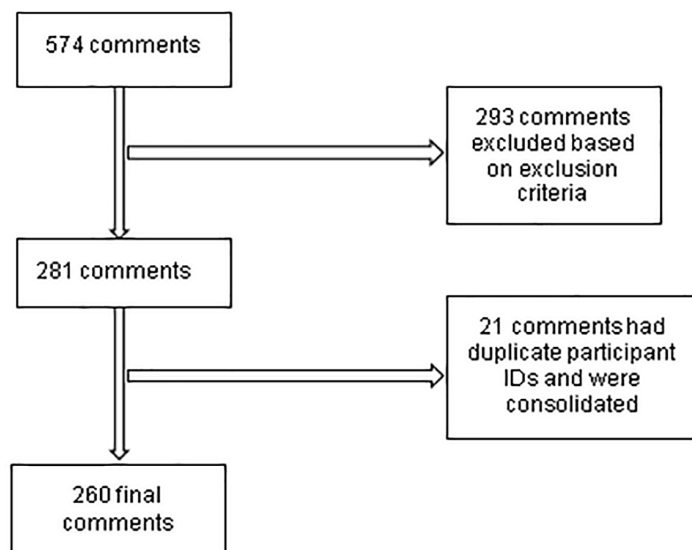 574 comments
293 comments
excluded based
on exclusion
criteria
281 comments
21 comments had
duplicate participant
IDs and were
consolidated
260 final
comments